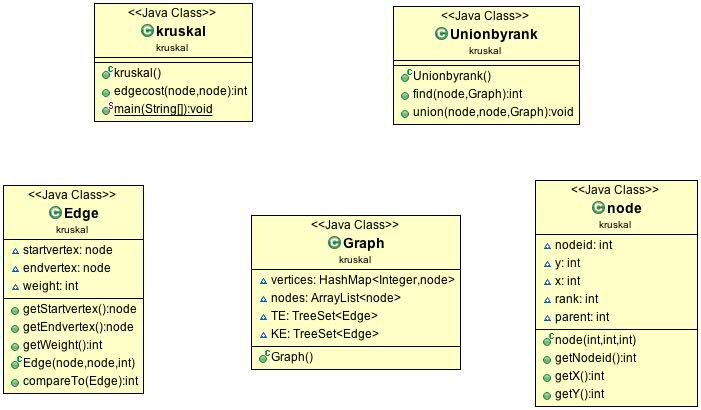 <<Java Class>>
kruskal
kruskal
kruskal()
edgecost(node,node):int
main(String[]):void
<<Java Class>>
Unionbyrank
kruskal
Unionbyrank()
find(node,Graph):int
union(node,node,Graph):void
<<Java Class>>
Edge
kruskal
startvertex: node
endvertex: node
weight: int
getStartvertex():node
getEndvertex():node
getWeight():int
Edge(node,node,int)
compareTo(Edge):int
<<Java Class>>
Graph
kruskal
vertices: HashMap<Integer,node>
nodes: ArrayList<node>
TE: TreeSet<Edge>
KE: TreeSet<Edge>
Graph()
<<Java Class>>
node
kruskal
nodeid: int
y: int
x: int
rank: int
parent: int
node(int,int,int)
getNodeid():int
getX():int
getY():int